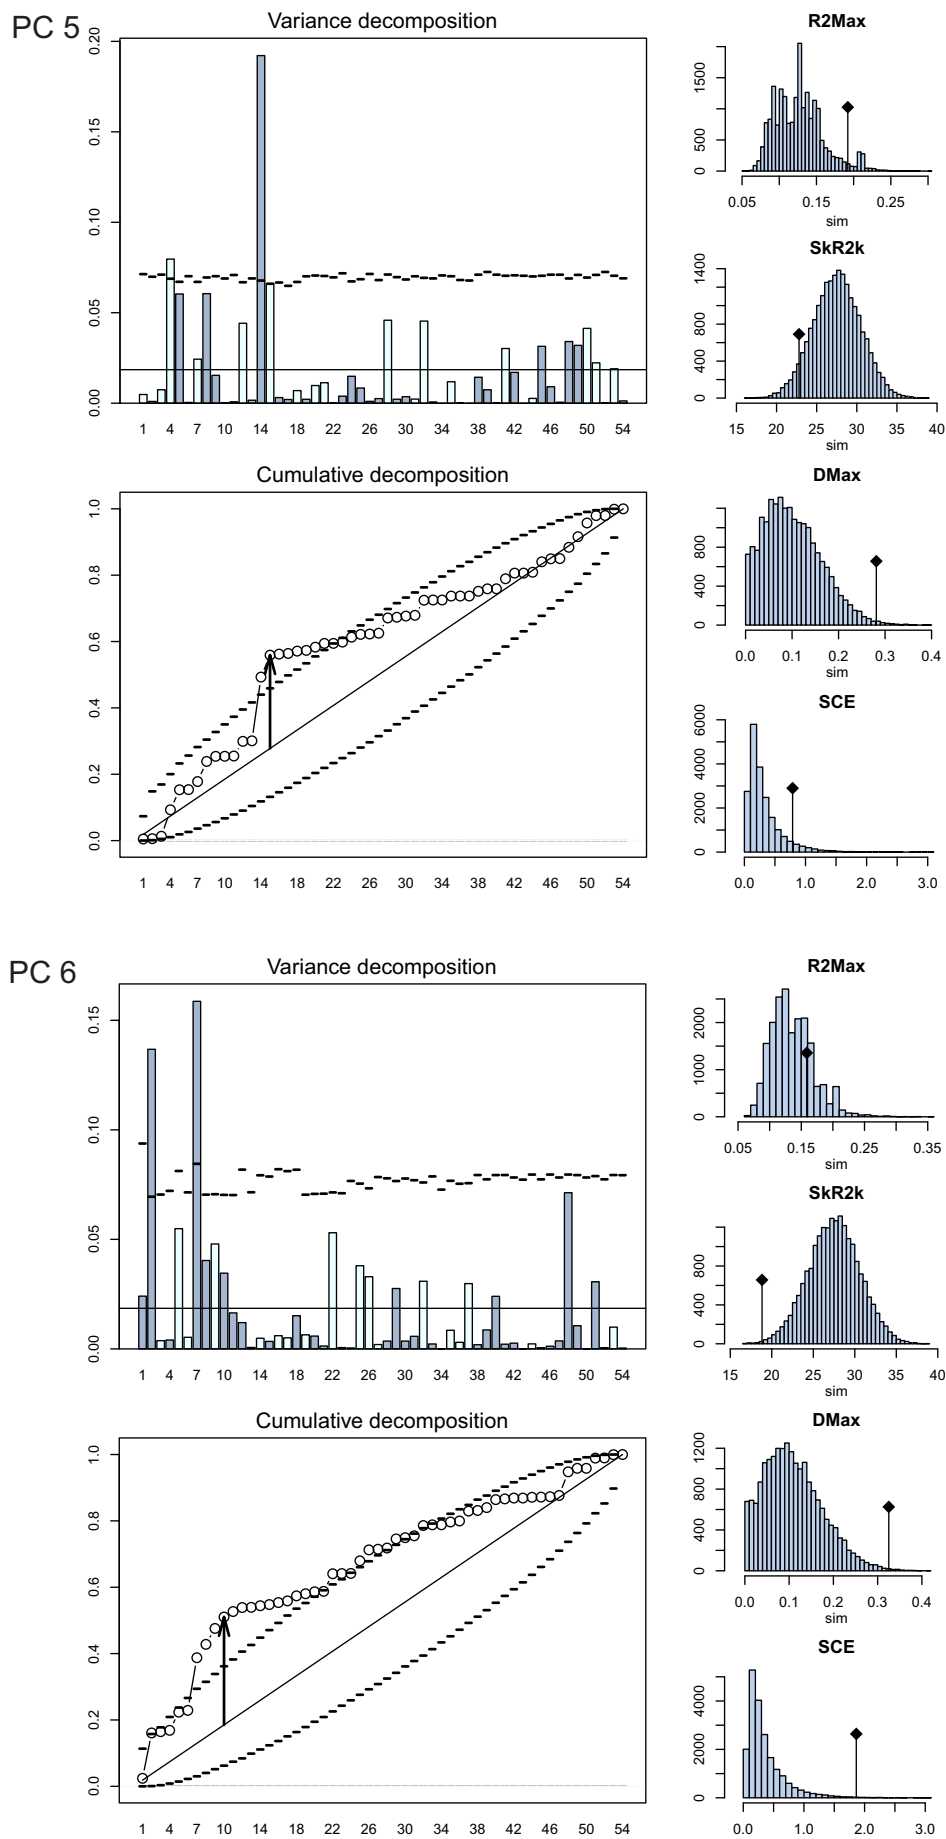 PC 5
Variance decomposition
0.20
0.15
0.10
0.05
0.00
1 4 7 10 14 18 22 26 30 34 38 42 46 50 54
R2Max
1500
500
0
0.05 0.15 0.25
sim
SkR2k
1400
800
400
0
15 20 25 30 35 40
sim
Cumulative decomposition
1.0
0.8
0.6
0.4
0.2
0.0
1 4 7 10 14 18 22 26 30 34 38 42 46 50 54
DMax
800
400
0
0.0 0.1 0.2 0.3 0.4
sim
SCE
6000
4000
2000
0
0.0 1.0 2.0 3.0
PC 6
Variance decomposition
0.15
0.10
0.05
0.00
1 4 7 10 14 18 22 26 30 34 38 42 46 50 54
R2Max
2000
1000
0
0.05 0.15 0.25 0.35
sim
SkR2k
800
400
0
15 20 25 30 35 40
sim
Cumulative decomposition
1.0
0.8
0.6
0.4
0.2
0.0
1 4 7 10 14 18 22 26 30 34 38 42 46 50 54
DMax
1200
800
400
0
0.0 0.1 0.2 0.3 0.4
sim
SCE
4000
2000
0
0.0 1.0 2.0 3.0